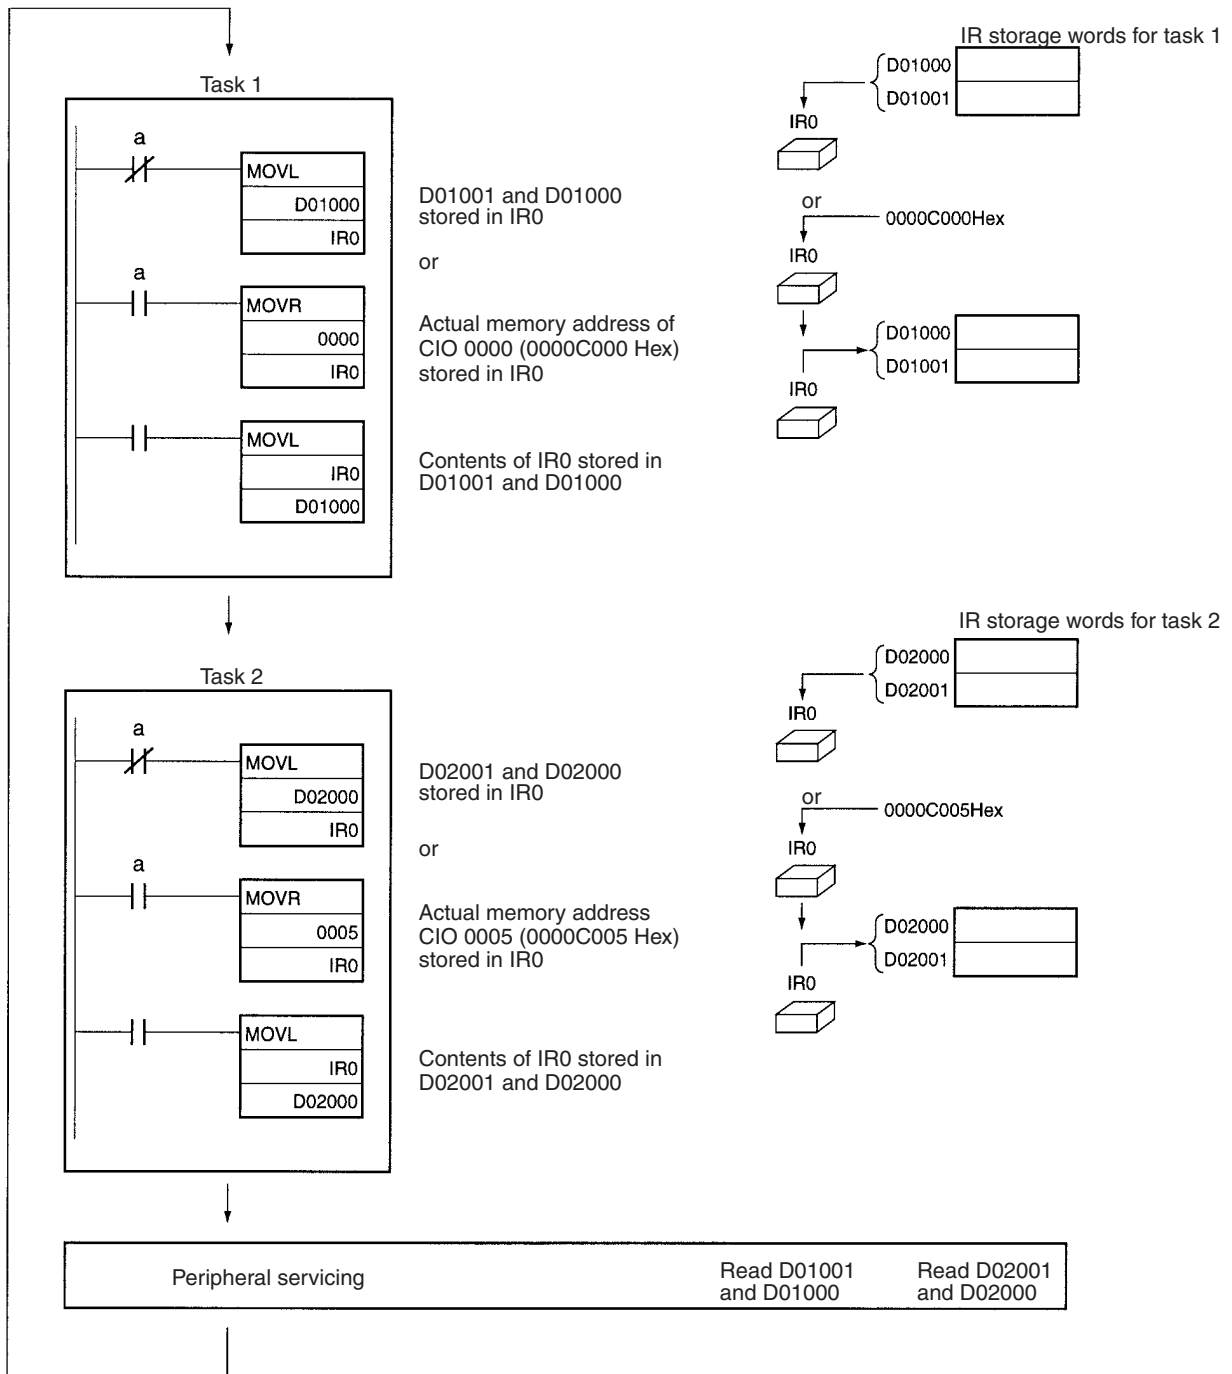 IR storage words for task 1
Task 1
D01000
D01001
IR0
a
MOVL
D01000
IR0
D01001 and D01000
stored in IR0
or
0000C000Hex
IR0
or
a
MOVR
0000
IR0
Actual memory address of
CIO 0000 (0000C000 Hex)
stored in IR0
D01000
D01001
IR0
MOVL
IR0
D01000
Contents of IR0 stored in
D01001 and D01000
IR storage words for task 2
Task 2
D02000
D02001
IR0
a
MOVL
D02000
IR0
D02001 and D02000
stored in IR0
or
0000C005Hex
IR0
or
a
MOVR
0005
IR0
Actual memory address
CIO 0005 (0000C005 Hex)
stored in IR0
D02000
D02001
IR0
MOVL
IR0
D02000
Contents of IR0 stored in
D02001 and D02000
Peripheral servicing
Read D01001
and D01000
Read D02001
and D02000